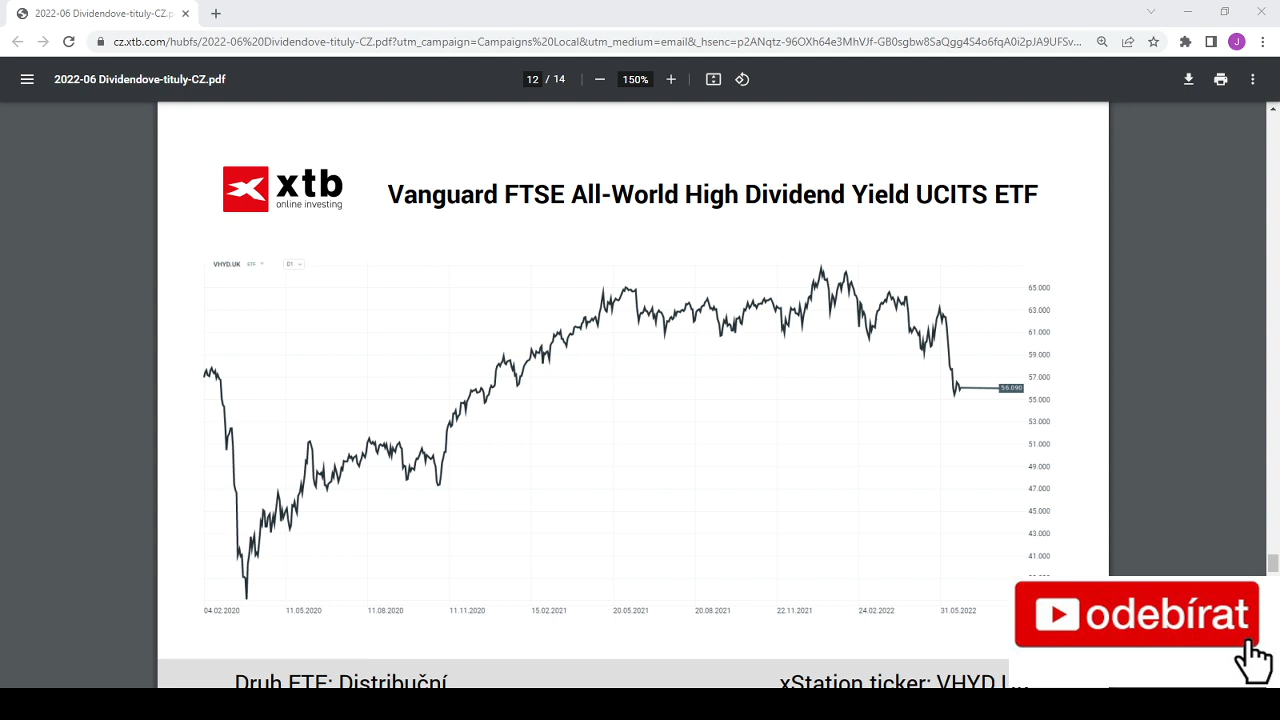 2022-06 Dividendove-tituly-CZ.p
cz.xtb.com/hubfs/2022-06%20Dividendove-tituly-CZ.pdf?utm_campaign=Campaigns%20Local&utm_medium=email&_hsenc=p2ANqtz-96OXh64e3MhVJf-GB0sgbw8SaQgg4S4o6fqA0i2pJA9UFSv...
J
2022-06 Dividendove-tituly-CZ.pdf
12 / 14
150%
xtb
online investing
Vanguard FTSE All-World High Dividend Yield UCITS ETF
VHYD.UK ETF D1
65.000
63.000
61.000
59.000
57.000
56.090
55.000
53.000
51.000
49.000
47.000
45.000
43.000
41.000
04.02.2020 11.05.2020 11.08.2020 11.11.2020 15.02.2021 20.05.2021 20.08.2021 22.11.2021 24.02.2022 31.05.2022
odebírat
Druh ETF: Distribuční
xStation ticker: VHYD.U